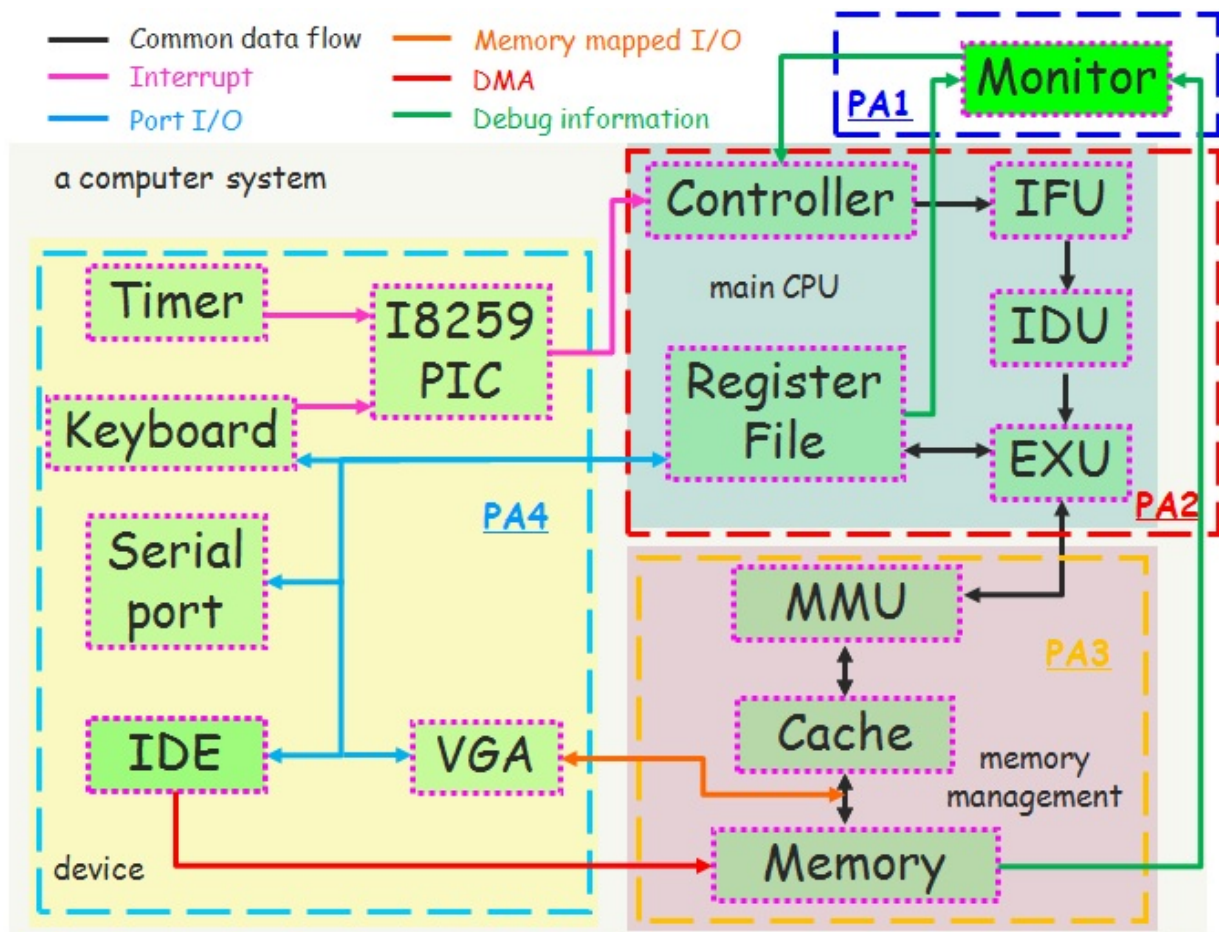 Common data flow
Memory mapped I/O
Interrupt
DMA
Port I/O
Debug information
PA1
Monitor
a computer system
Controller
IFU
main CPU
IDU
Register
File
EXU
PA2
Timer
I8259
PIC
Keyboard
PA4
Serial
port
IDE
VGA
device
MMU
PA3
Cache
memory
management
Memory